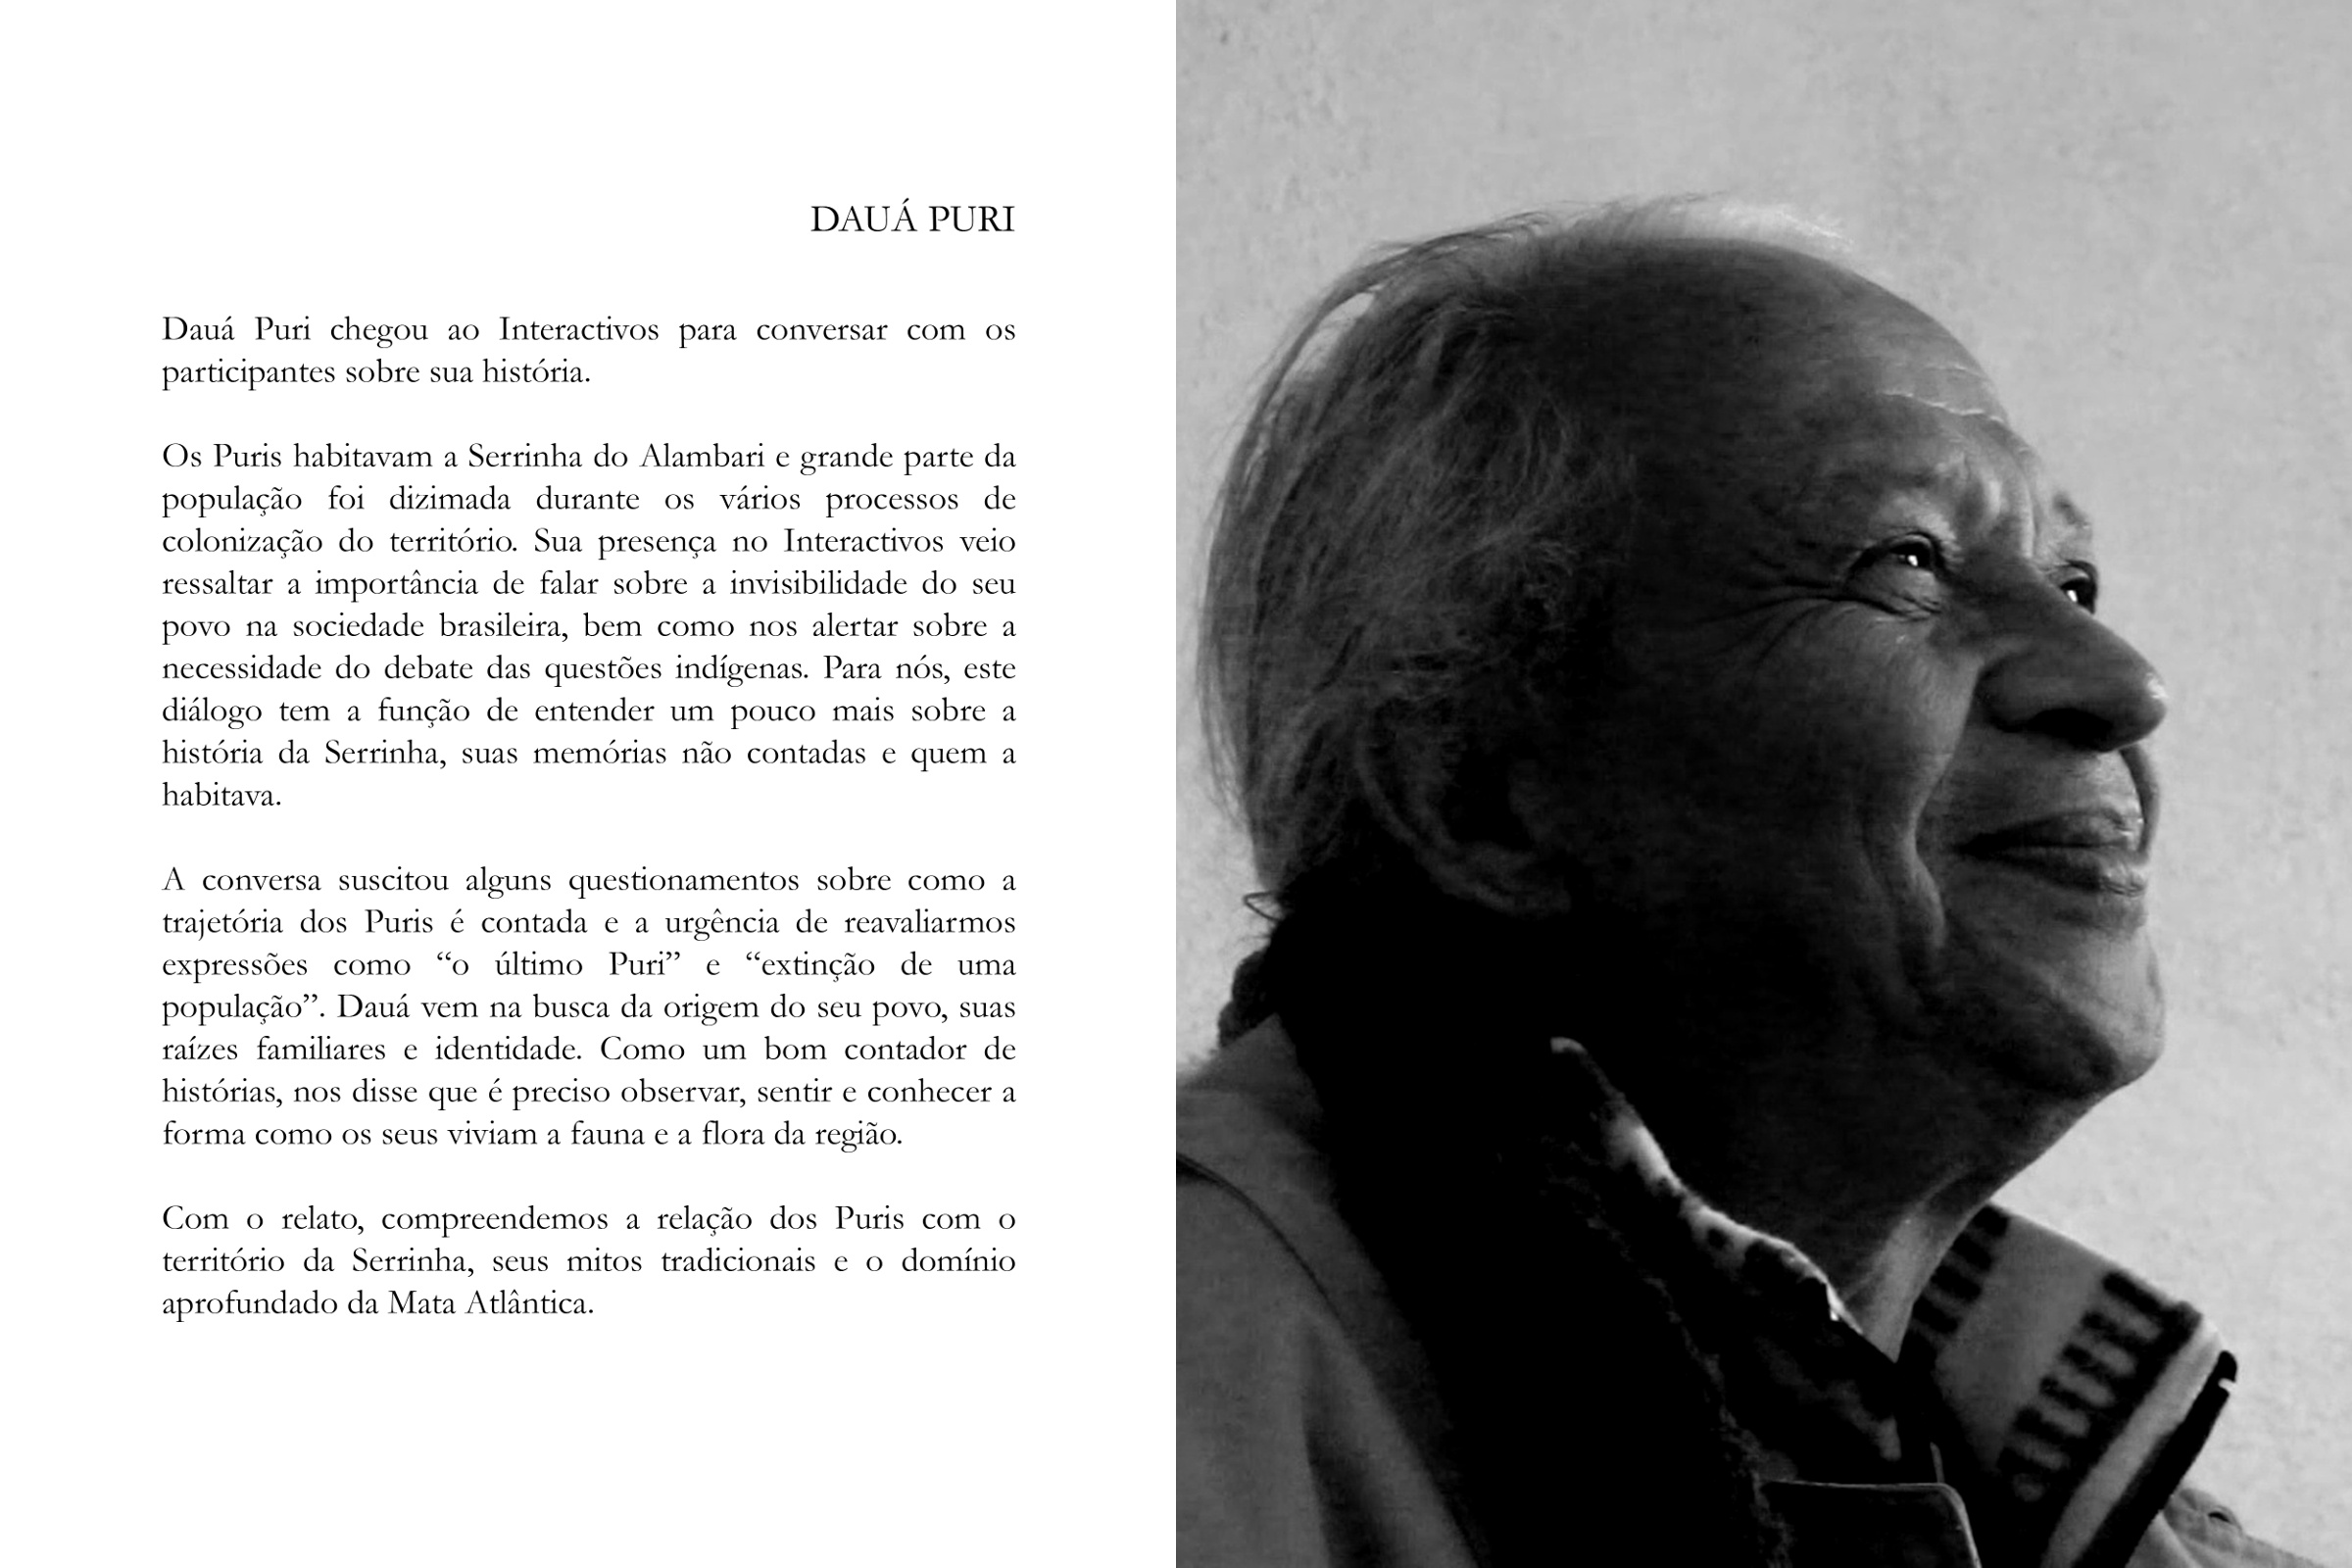 DAUÁ PURI
Dauá Puri chegou ao Interactivos para conversar com os
participantes sobre sua história.
Os Puris habitavam a Serrinha do Alambari e grande parte da
população foi dizimada durante os vários processos de
colonização do território. Sua presença no Interactivos veio
ressaltar a importância de falar sobre a invisibilidade do seu
povo na sociedade brasileira, bem como nos alertar sobre a
necessidade do debate das questões indígenas. Para nós, este
diálogo tem a função de entender um pouco mais sobre a
história da Serrinha, suas memórias não contadas e quem a
habitava.
A conversa suscitou alguns questionamentos sobre como a
trajetória dos Puris é contada e a urgência de reavaliarmos
expressões como “o último Puri” e “extinção de uma
população”. Dauá vem na busca da origem do seu povo, suas
raízes familiares e identidade. Como um bom contador de
histórias, nos disse que é preciso observar, sentir e conhecer a
forma como os seus viviam a fauna e a flora da região.
Com o relato, compreendemos a relação dos Puris com o
território da Serrinha, seus mitos tradicionais e o domínio
aprofundado da Mata Atlântica.